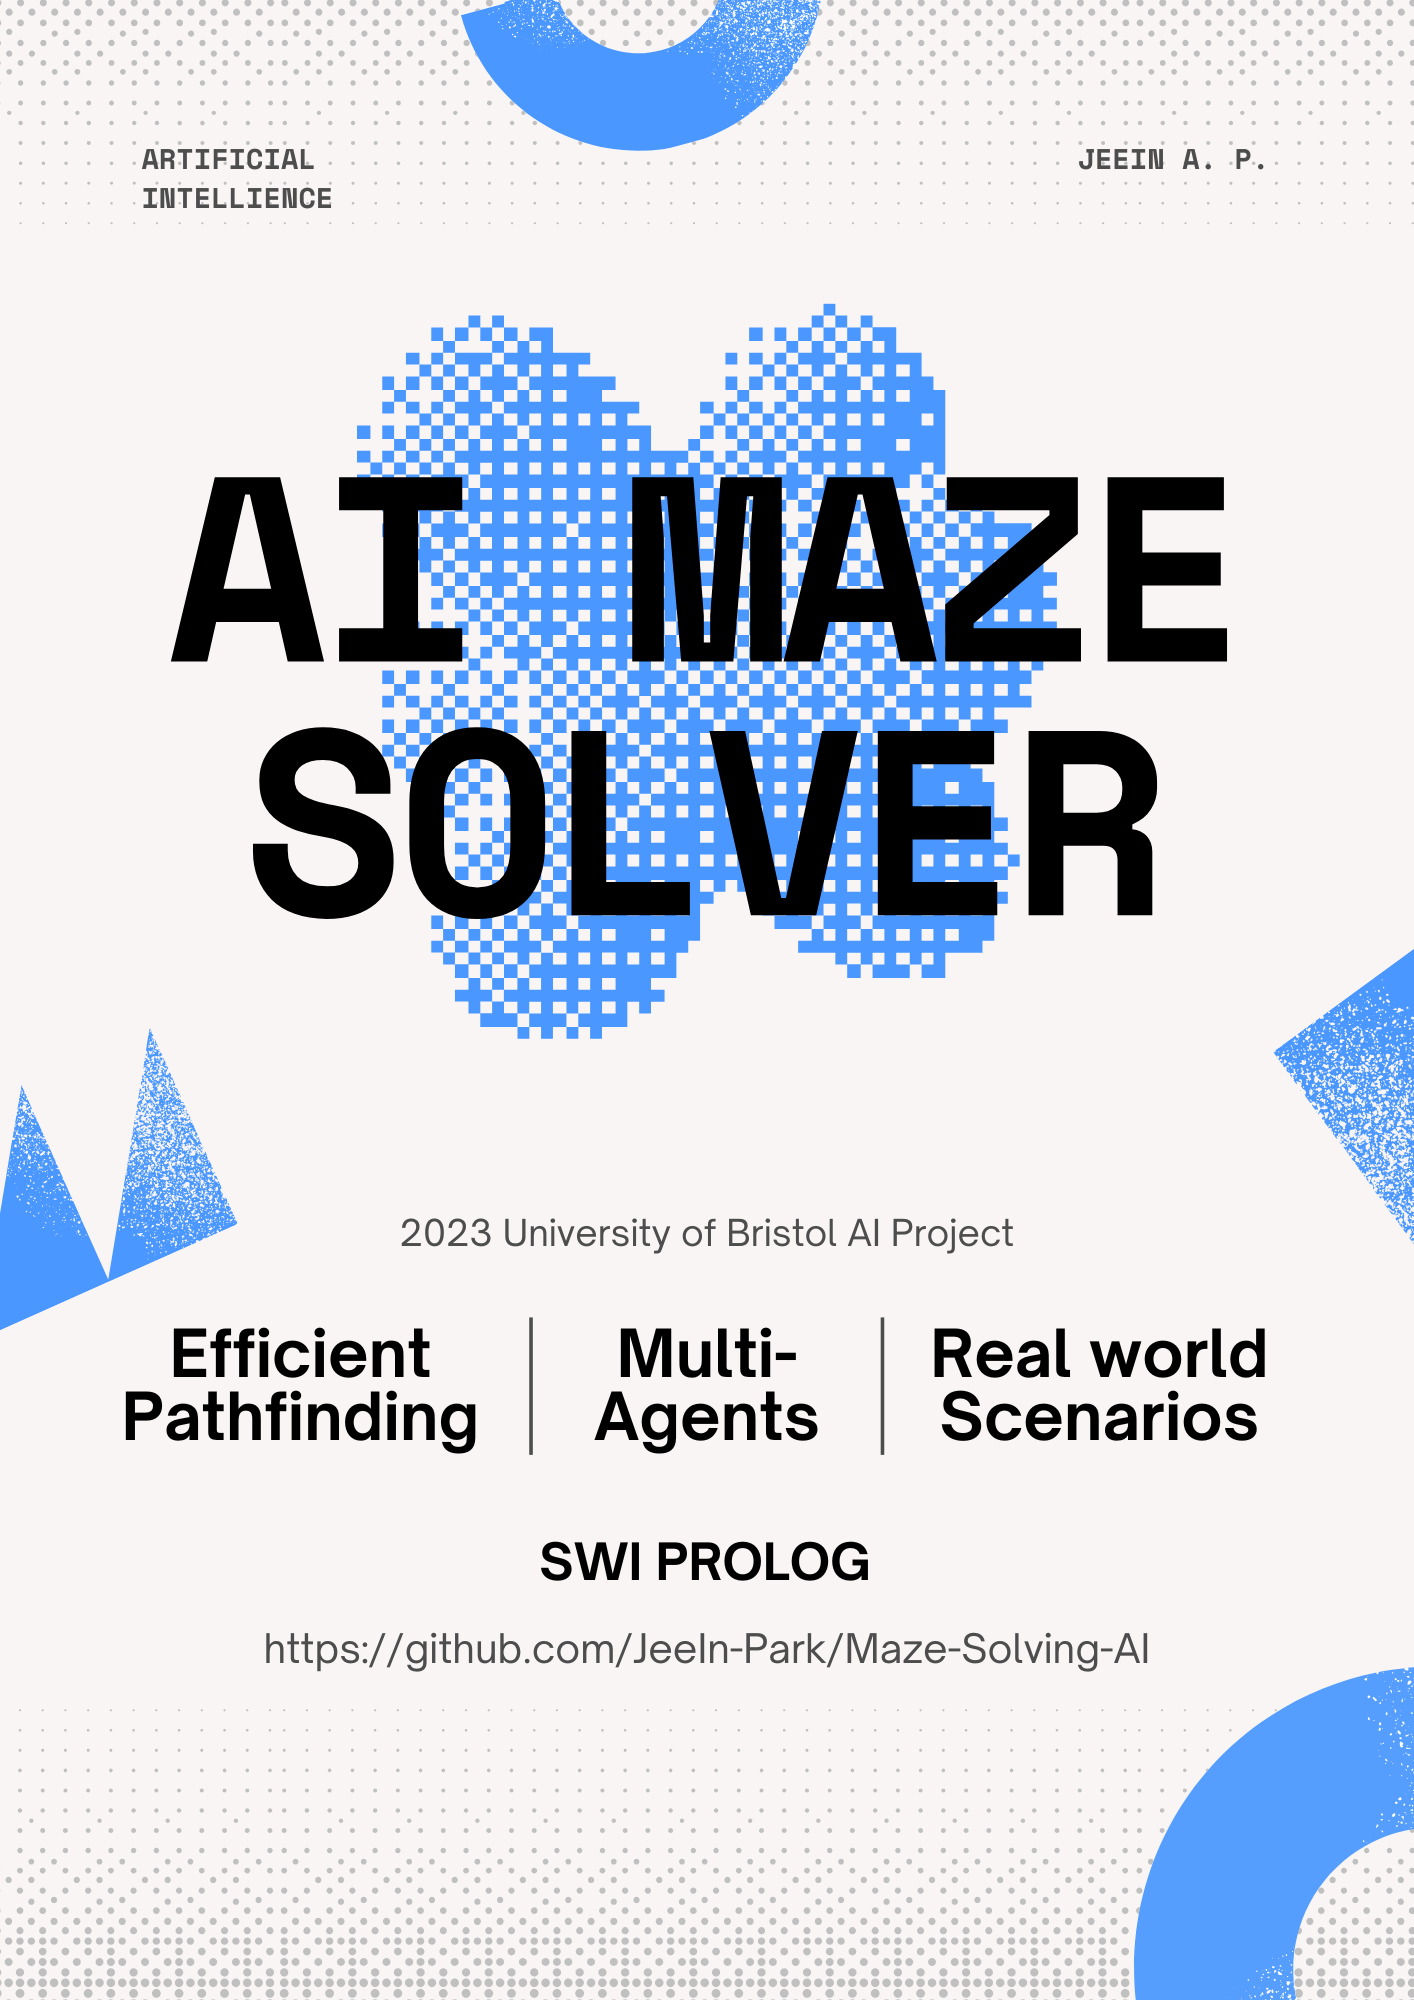 ARTIFICIAL
INTELLIENCE
JEEIN A. P.
AI MAZE
SOLVER
2023 University of Bristol AI Project
Efficient
Pathfinding
Multi-
Agents
Real world
Scenarios
SWI PROLOG
https://github.com/JeeIn-Park/Maze-Solving-AI